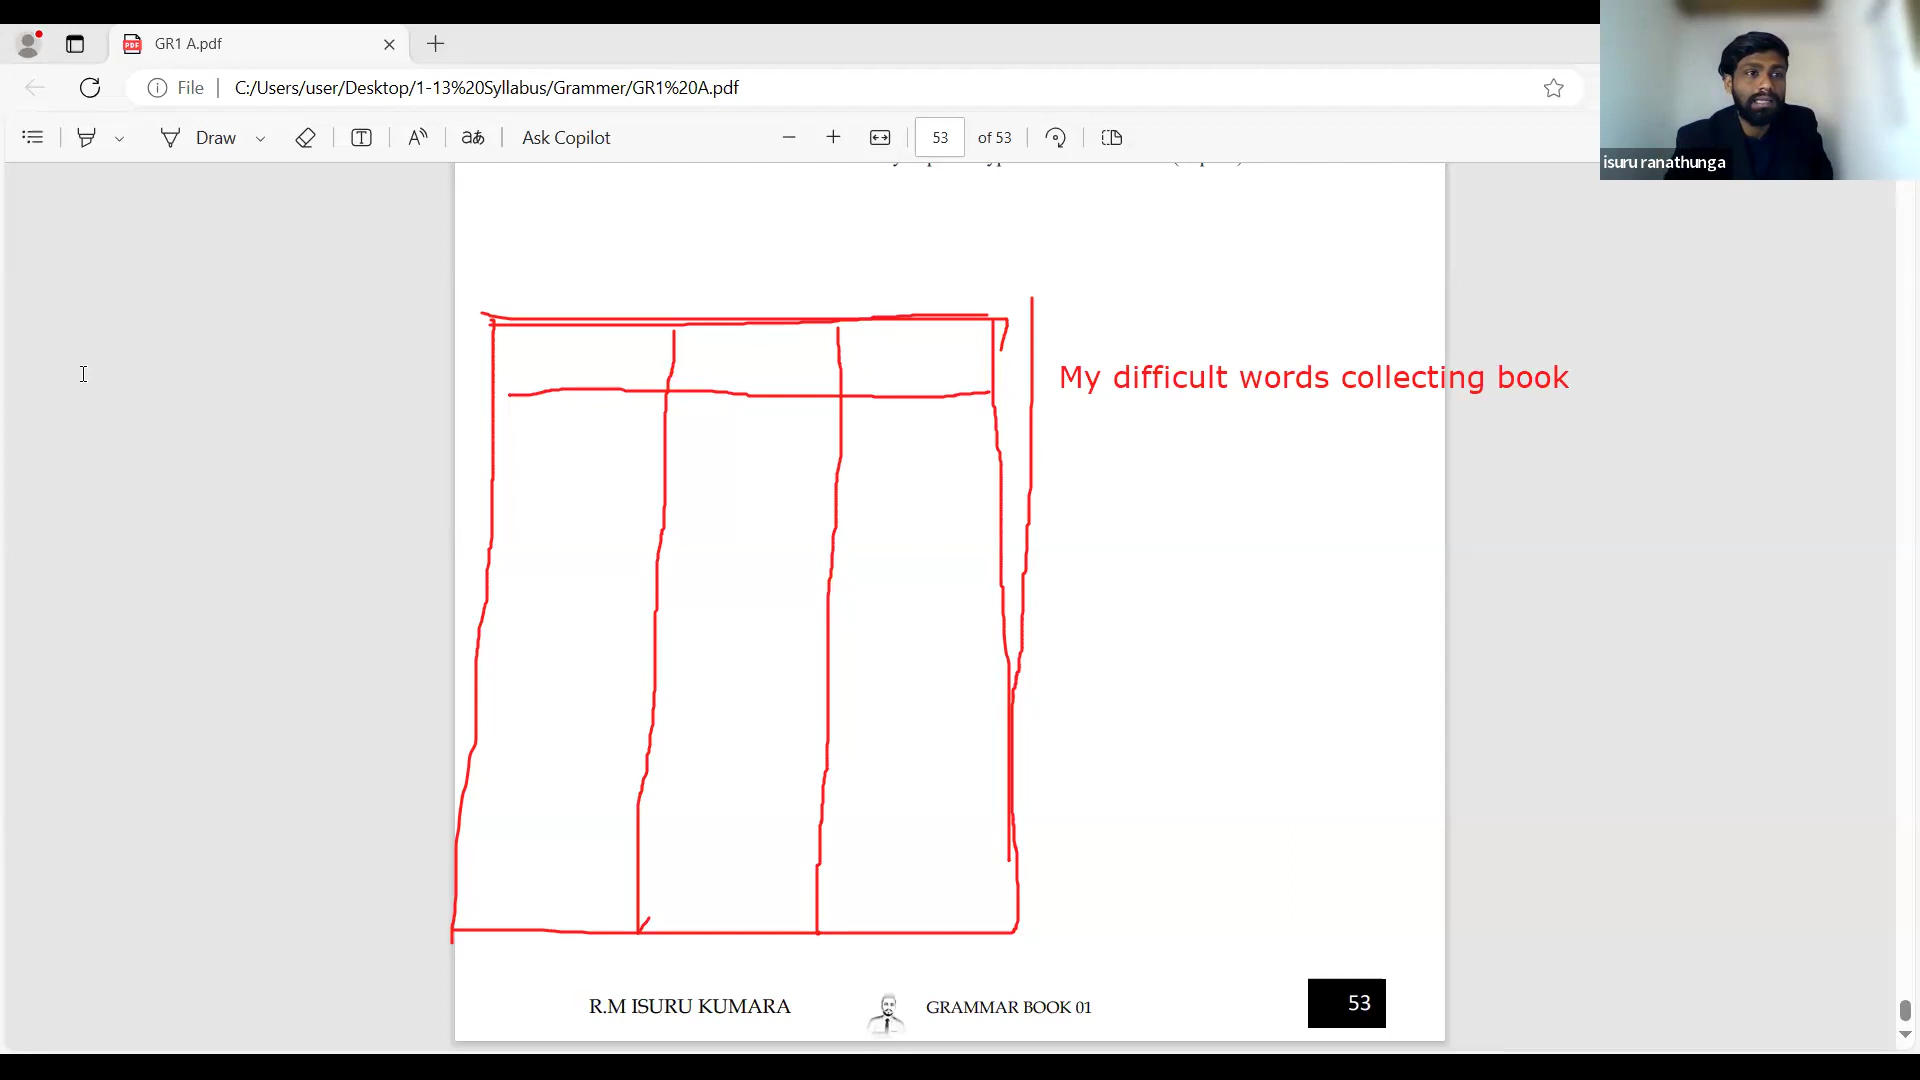 GR1 A.pdf
File
C:/Users/user/Desktop/1-13%20Syllabus/Grammer/GR1%20A.pdf
Draw
Ask Copilot
53 of 53
isuru ranathunga
My difficult words collecting book
R.M ISURU KUMARA
GRAMMAR BOOK 01
53